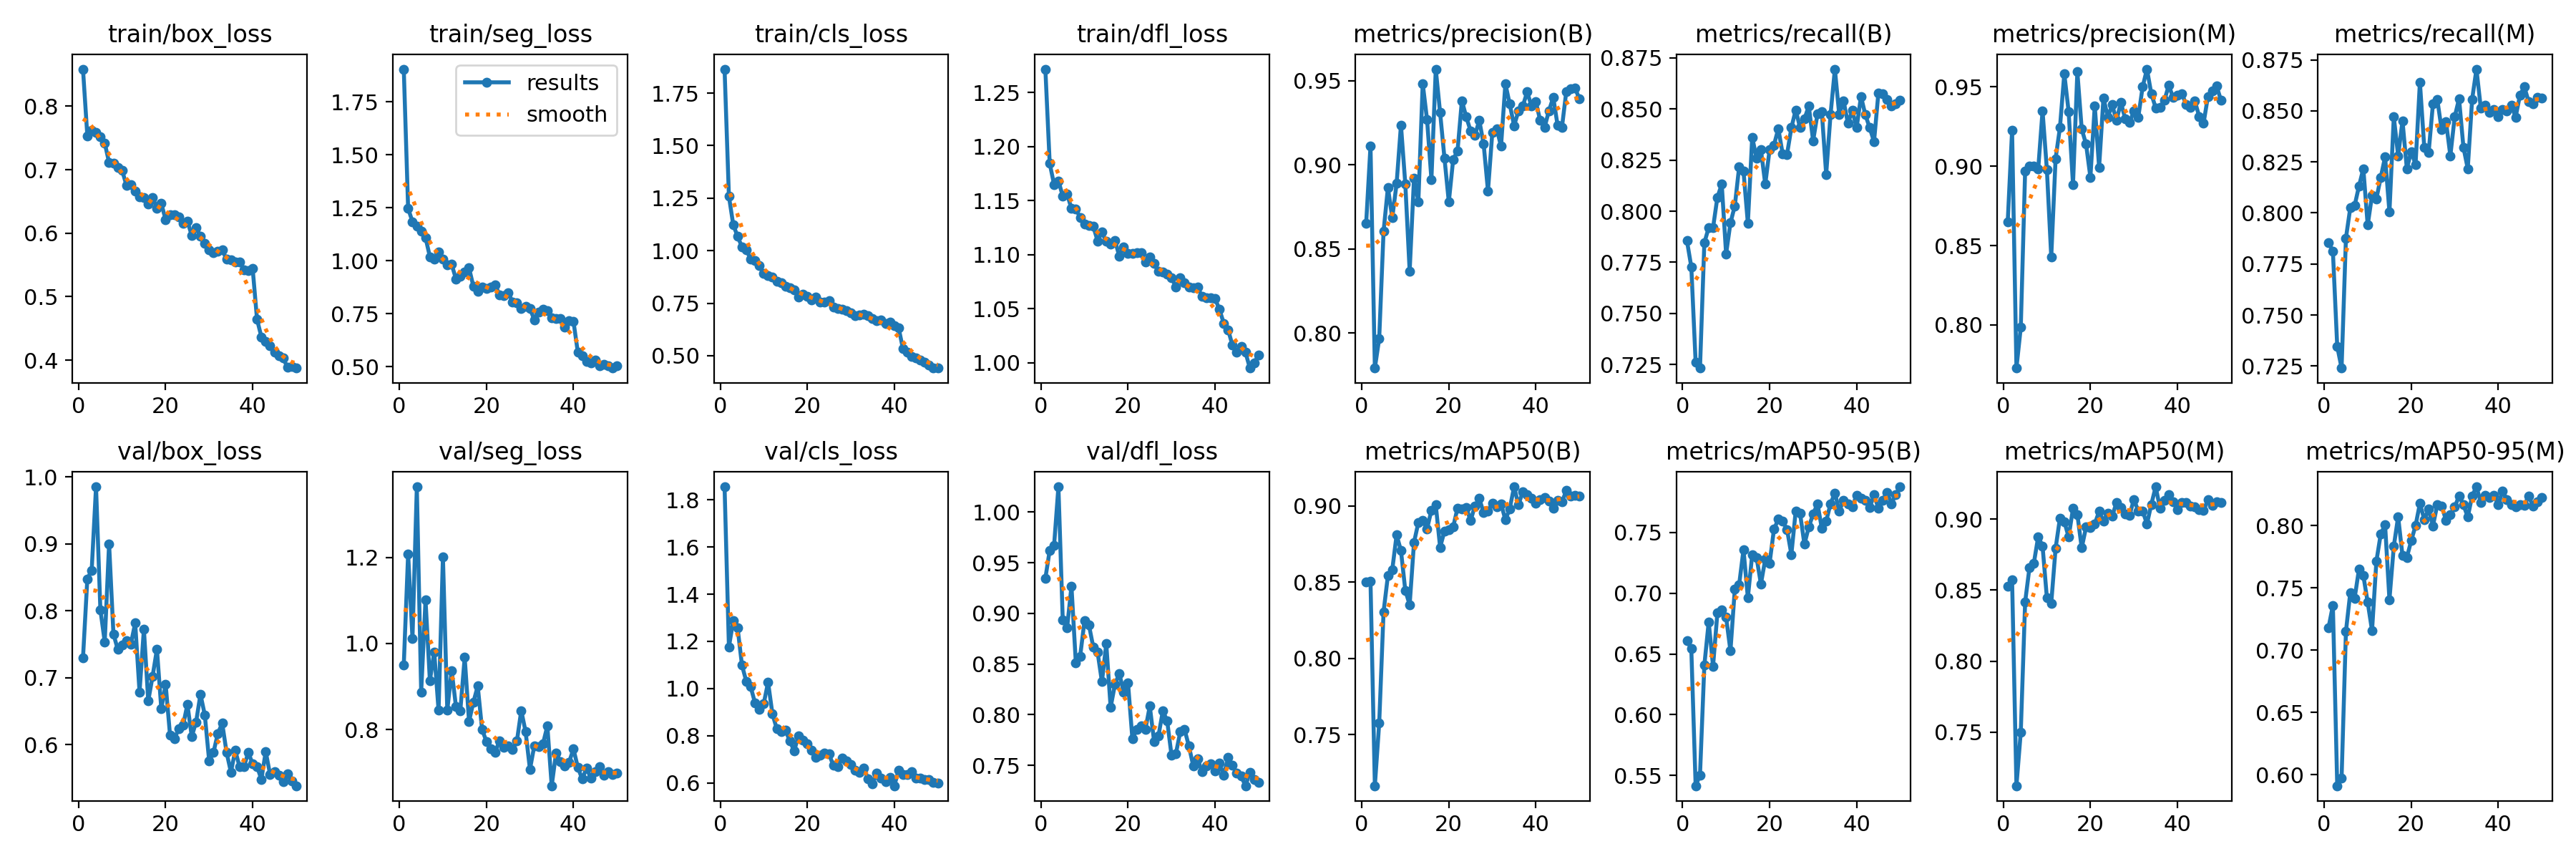 train/box_loss
0.8
0.7
0.6
0.5
0.4
0 20 40
train/seg_loss
results
smooth
1.75
1.50
1.25
1.00
0.75
0.50
0 20 40
train/cls_loss
1.75
1.50
1.25
1.00
0.75
0.50
0 20 40
train/dfl_loss
1.25
1.20
1.15
1.10
1.05
1.00
0 20 40
metrics/precision(B)
0.95
0.90
0.85
0.80
0 20 40
metrics/recall(B)
0.875
0.850
0.825
0.800
0.775
0.750
0.725
0 20 40
metrics/precision(M)
0.95
0.90
0.85
0.80
0 20 40
metrics/recall(M)
0.875
0.850
0.825
0.800
0.775
0.750
0.725
0 20 40
val/box_loss
1.0
0.9
0.8
0.7
0.6
0 20 40
val/seg_loss
1.2
1.0
0.8
0 20 40
val/cls_loss
1.8
1.6
1.4
1.2
1.0
0.8
0.6
0 20 40
val/dfl_loss
1.00
0.95
0.90
0.85
0.80
0.75
0 20 40
metrics/mAP50(B)
0.90
0.85
0.80
0.75
0 20 40
metrics/mAP50-95(B)
0.75
0.70
0.65
0.60
0.55
0 20 40
metrics/mAP50(M)
0.90
0.85
0.80
0.75
0 20 40
metrics/mAP50-95(M)
0.80
0.75
0.70
0.65
0.60
0 20 40